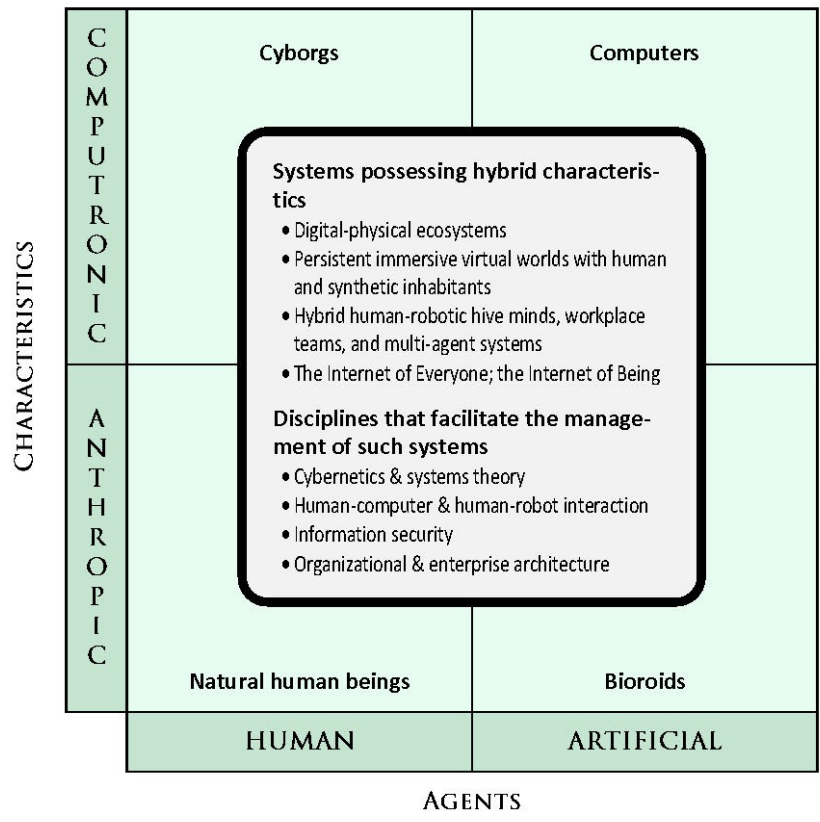 CHARACTERISTICS
COMPUTRONIC
ANTHROPIC
Cyborgs
Computers
Systems possessing hybrid characteris-
tics
• Digital-physical ecosystems
• Persistent immersive virtual worlds with human
and synthetic inhabitants
• Hybrid human-robotic hive minds, workplace
teams, and multi-agent systems
• The Internet of Everyone; the Internet of Being
Disciplines that facilitate the manage-
ment of such systems
• Cybernetics & systems theory
• Human-computer & human-robot interaction
• Information security
• Organizational & enterprise architecture
Natural human beings
Bioroids
HUMAN
ARTIFICIAL
AGENTS